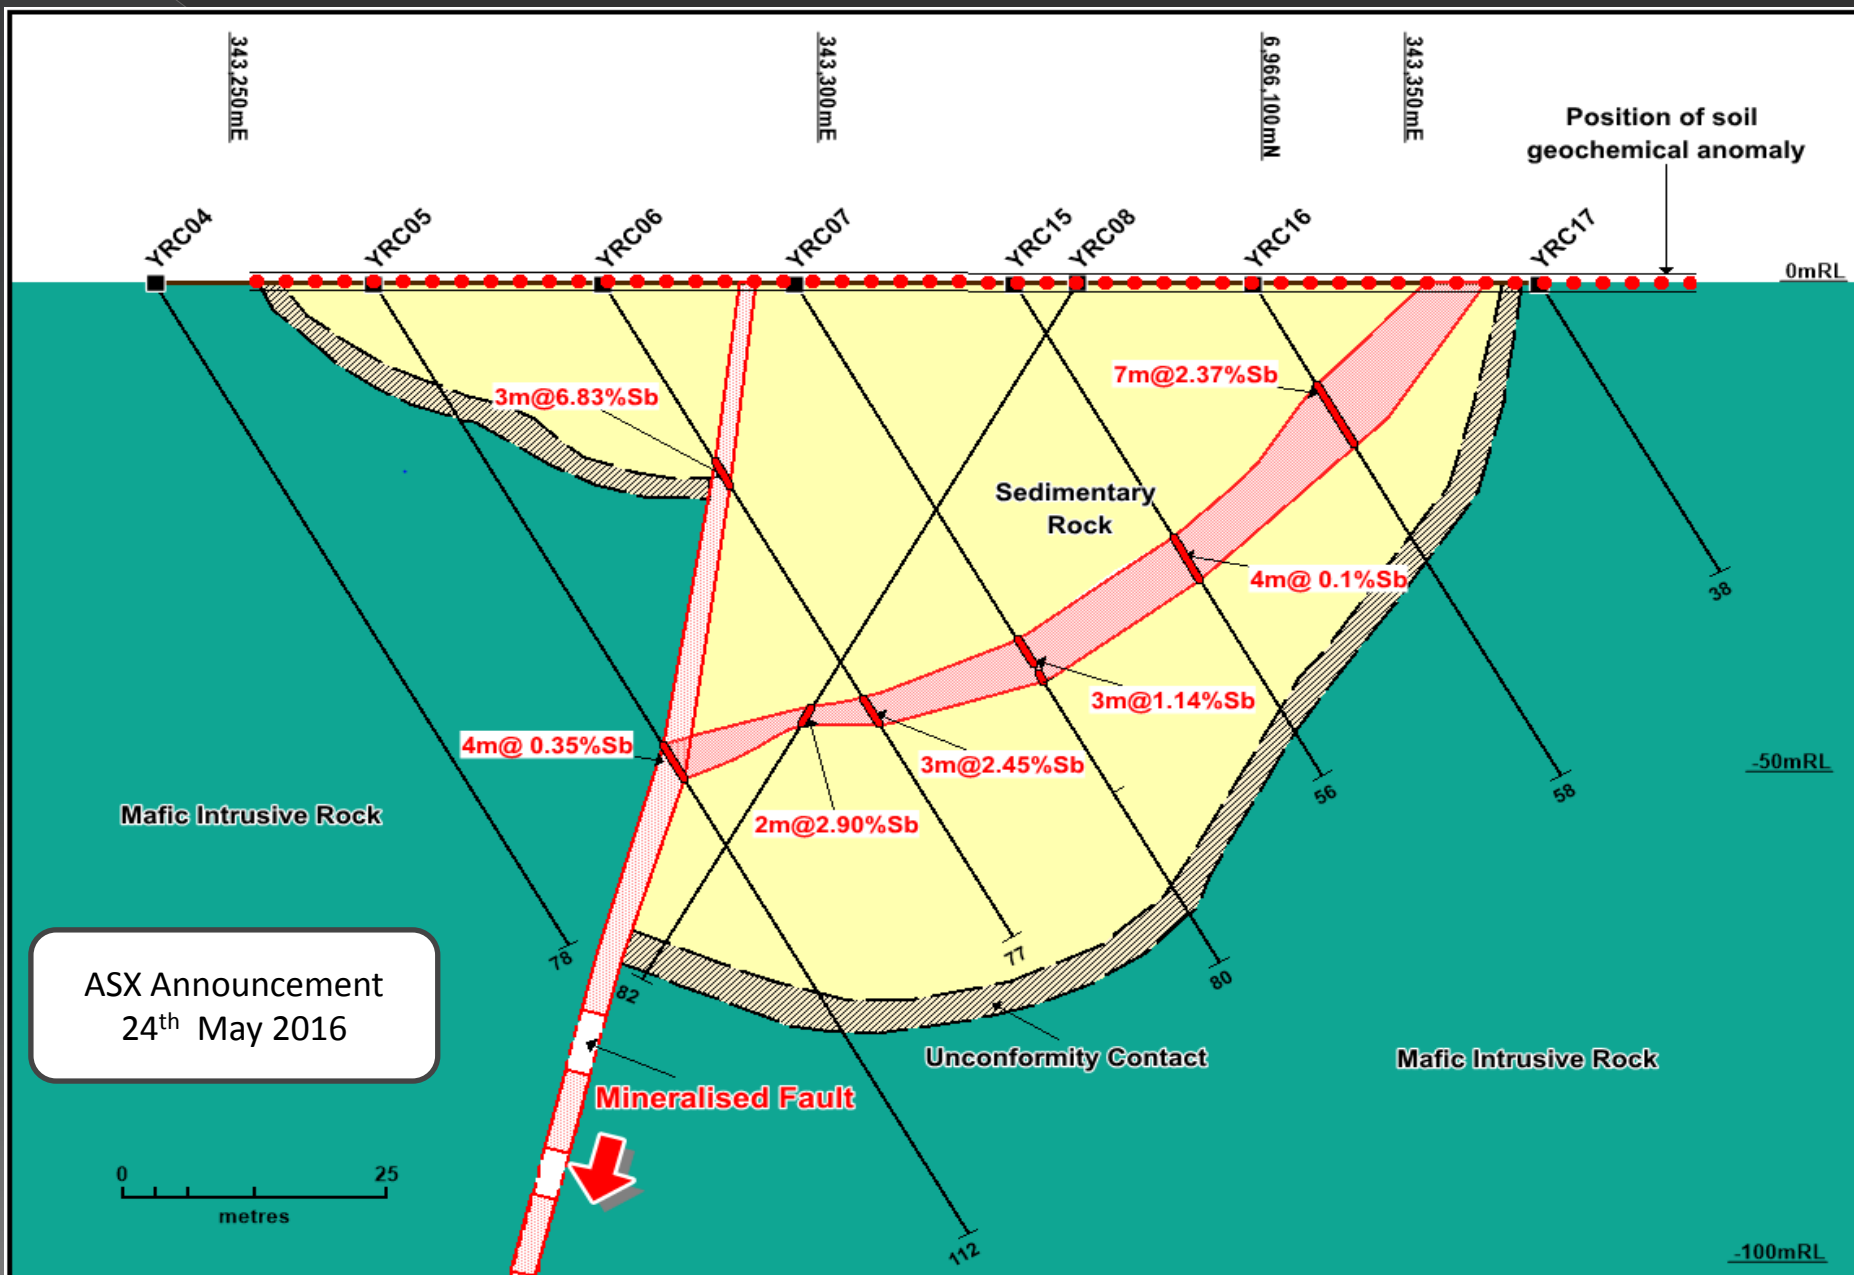 343,250mE
343,300mE
6,966,100mN
343,350mE
Position of soil
geochemical anomaly
YRC04
YRC05
YRC06
YRC07
YRC15
YRC08
YRC16
YRC17
0mRL
7m@2.37%Sb
3m@6.83%Sb
Sedimentary
Rock
4m@ 0.1%Sb
38
3m@1.14%Sb
4m@ 0.35%Sb
3m@2.45%Sb
-50mRL
56
58
Mafic Intrusive Rock
2m@2.90%Sb
78
77
80
82
ASX Announcement
24th May 2016
Unconformity Contact
Mafic Intrusive Rock
Mineralised Fault
0 25
metres
112
-100mRL